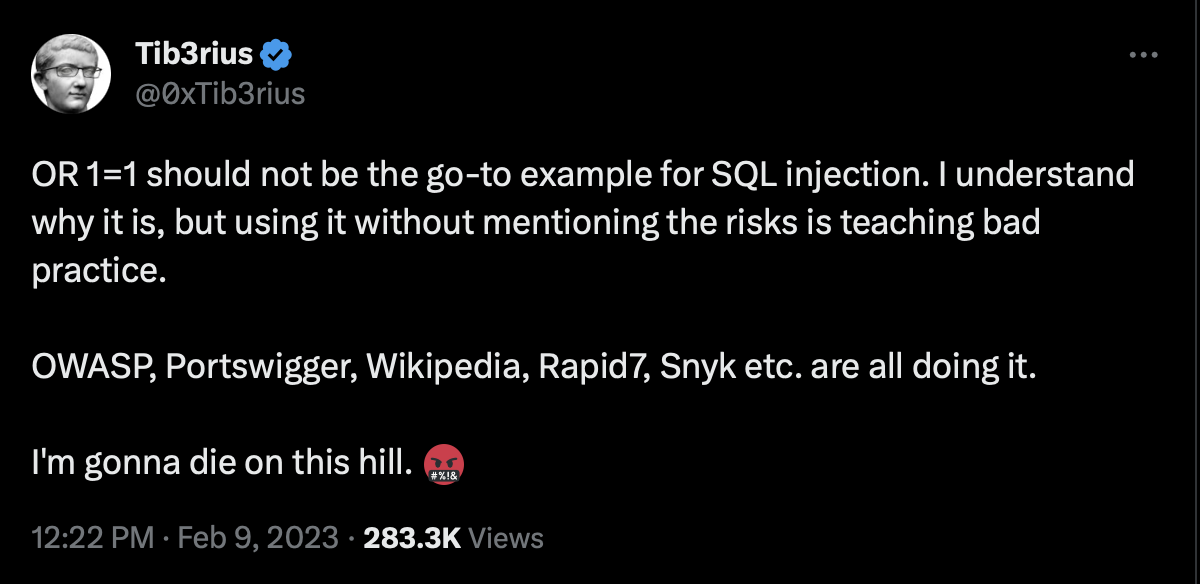 Tib3rius
@0xTib3rius
OR 1=1 should not be the go-to example for SQL injection. I understand
why it is, but using it without mentioning the risks is teaching bad
practice.
OWASP, Portswigger, Wikipedia, Rapid7, Snyk etc. are all doing it.
I'm gonna die on this hill. 🤬
12:22 PM · Feb 9, 2023 · 283.3K Views